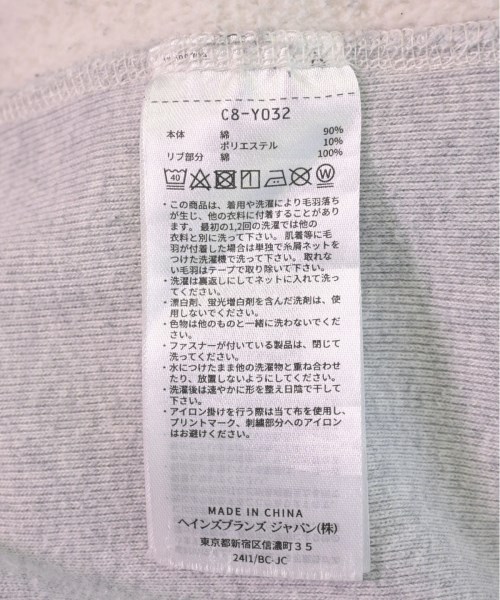 C8-Y032
本体 綿 90%
ポリエステル 10%
リブ部分 綿 100%
40 W
・この商品は、着用や洗濯により毛羽落ち
が生じ、他の衣料に付着することがあり
ます。最初の1,2回の洗濯では他の
衣料と別に洗って下さい。肌着等に毛
羽が付着した場合は単独で糸屑ネットを
つけた洗濯機で洗って下さい。取れな
い毛羽はテープで取り除いて下さい。
・洗濯は裏返しにしてネットに入れて洗っ
てください。
・漂白剤、蛍光増白剤を含んだ洗剤は、使
用しないでください。
・色物は他のものと一緒に洗わないでくだ
さい。
・ファスナーが付いている製品は、閉じて
洗ってください。
・水につけたまま他の洗濯物と重ね合わせ
たり、放置しないようにしてください。
・洗濯後は速やかに形を整え日陰で干して
下さい。
・アイロン掛けを行う際は当て布を使用し、
プリントマーク、刺繍部分へのアイロン
はお避けください。
MADE IN CHINA
ヘインズブランズ ジャパン(株)
東京都新宿区信濃町35
24I1/BC-JC